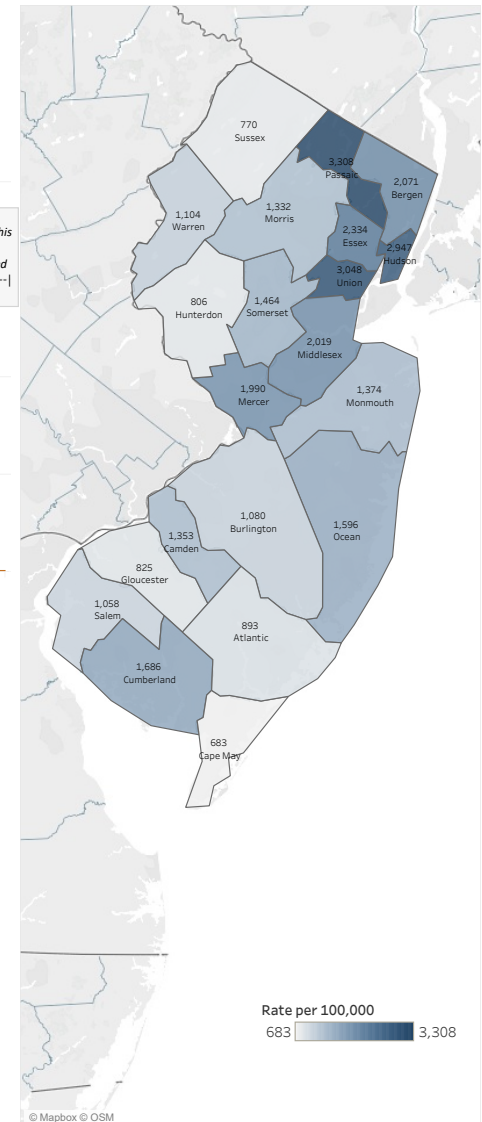 770
Sussex
3,308
Passaic
2,071
Bergen
1,104
Warren
1,332
Morris
2,334
Essex
2,947
Hudson
his
d
--|
3,048
Union
806
Hunterdon
1,464
Somerset
2,019
Middlesex
1,990
Mercer
1,374
Monmouth
1,080
Burlington
1,596
Ocean
1,353
Camden
825
Gloucester
1,058
Salem
893
Atlantic
1,686
Cumberland
683
Cape May
Rate per 100,000
683 3,308
© Mapbox © OSM